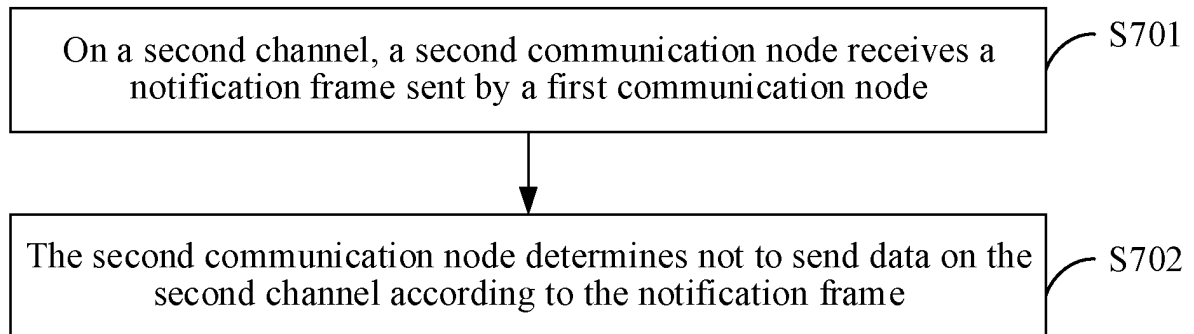 On a second channel, a second communication node receives a
notification frame sent by a first communication node
S701
The second communication node determines not to send data on the
second channel according to the notification frame
S702